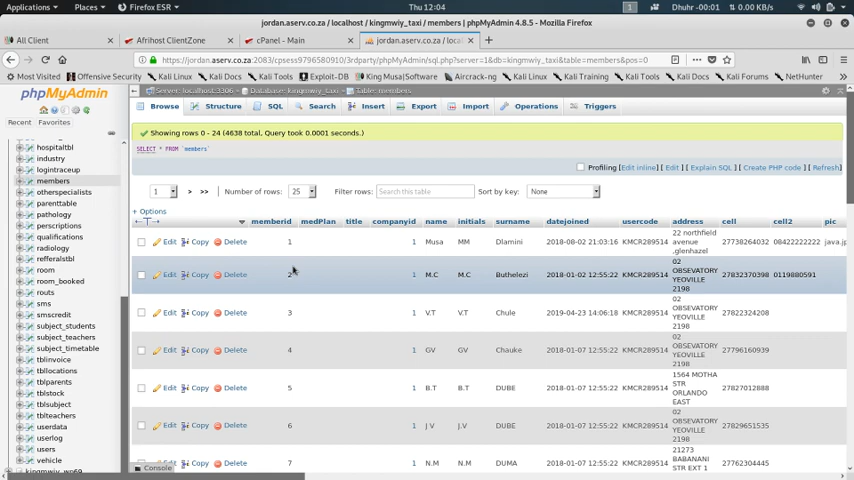 Applications Places Firefox ESR Thu 12:04 1 Dhuhr -00:01 0.00 KB/s
jordan.aserv.co.za / localhost / kingmwiy_taxi / members | phpMyAdmin 4.8.5 - Mozilla Firefox
All Client Afrihost ClientZone cPanel - Main jordan.aserv.co.za / local
https://jordan.aserv.co.za:2083/cpsess9796580910/3rdparty/phpMyAdmin/sql.php?server=1&db=kingmwiy_taxi&table=members&pos=0
Most Visited Offensive Security Kali Linux Kali Docs Kali Tools Exploit-DB King Musa|Software Aircrack-ng Kali Linux Kali Training Kali Tools Kali Docs Kali Forums NetHunter
phpMyAdmin
Recent Favorites
hospitaltbl
industry
logintraceup
members
otherspecialists
parenttable
pathology
perscriptions
qualifications
radiology
refferalstbl
room
room_booked
routs
sms
smscredit
subject_students
subject_teachers
subject_timetable
tblinvoice
tbllocations
tblparents
tblstock
tblsubject
tblteachers
userdata
userlog
users
vehicle
kingmwiy_wp69
Server: localhost:3306 » Database: kingmwiy_taxi » Table: members
Browse Structure SQL Search Insert Export Import Operations Triggers
Showing rows 0 - 24 (4638 total, Query took 0.0001 seconds.)
SELECT * FROM `members`
Profiling [Edit inline] [ Edit ] [ Explain SQL ] [ Create PHP code ] [ Refresh]
1 > >> Number of rows: 25 Filter rows: Search this table Sort by key: None
+ Options
memberid medPlan title companyid name initials surname datejoined usercode address cell cell2 pic
Edit Copy Delete 1 1 Musa MM Dlamini 2018-08-02 21:03:16 KMCR289514 22 northfield avenue .glenhazel 27738264032 08422222222 java.jp
Edit Copy Delete 2 1 M.C M.C Buthelezi 2018-01-02 12:55:22 KMCR289514 02 OBSEVATORY YEOVILLE 2198 27832370398 0119880591
Edit Copy Delete 3 1 V.T V.T Chule 2019-04-23 14:06:18 KMCR289514 02 OBSEVATORY YEOVILLE 2198 27822324208
Edit Copy Delete 4 1 GV GV Chauke 2018-01-07 12:55:22 KMCR289514 02 OBSEVATORY YEOVILLE 2198 27796160939
Edit Copy Delete 5 1 B.T B.T DUBE 2018-01-07 12:55:22 KMCR289514 1564 MOTHA STR ORLANDO EAST 27827012888
Edit Copy Delete 6 1 J.V J.V DUBE 2018-01-07 12:55:22 KMCR289514 02 OBSEVATORY YEOVILLE 2198 27829651535
Edit Copy Delete 7 1 N.M N.M DUMA 2018-01-07 12:55:22 KMCR289514 21273 BABANANI STR EXT 1 27762304445
Console